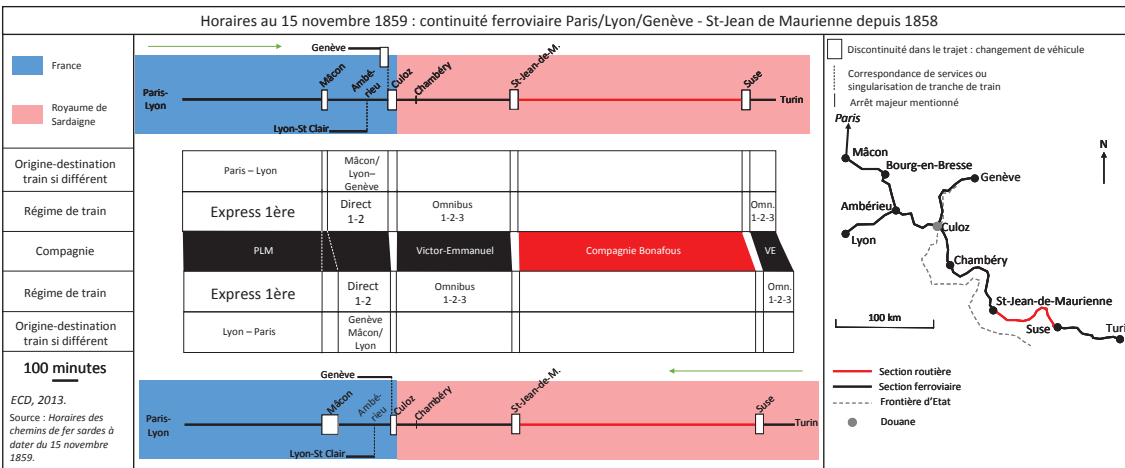 Horaires au 15 novembre 1859 : continuité ferroviaire Paris/Lyon/Genève - St-Jean de Maurienne depuis 1858
France
Royaume de
Sardaigne
Genève
Mâcon
Ambé-
rieu
Culoz
Chambéry
St-Jean-de-M.
Suse
Paris-
Lyon
Turin
Lyon-St Clair
Origine-destination
train si différent
Paris – Lyon
Mâcon/
Lyon–
Genève
Régime de train
Express 1ère
Direct
1-2
Omnibus
1-2-3
Omn.
1-2-3
Compagnie
PLM
Victor-Emmanuel
Compagnie Bonafous
VE
Régime de train
Express 1ère
Direct
1-2
Omnibus
1-2-3
Omn.
1-2-3
Origine-destination
train si différent
Lyon – Paris
Genève
Mâcon/
Lyon
100 minutes
ECD, 2013.
Source : Horaires des
chemins de fer sardes à
dater du 15 novembre
1859.
Genève
Mâcon
Ambé-
rieu
Culoz
Chambéry
St-Jean-de-M.
Suse
Paris-
Lyon
Turin
Lyon-St Clair
Discontinuité dans le trajet : changement de véhicule
Correspondance de services ou
singularisation de tranche de train
Arrêt majeur mentionné
Paris
N
Mâcon
Bourg-en-Bresse
Genève
Ambérieu
Culoz
Lyon
Chambéry
St-Jean-de-Maurienne
100 km
Suse
Turi
Section routière
Section ferroviaire
Frontière d'Etat
Douane